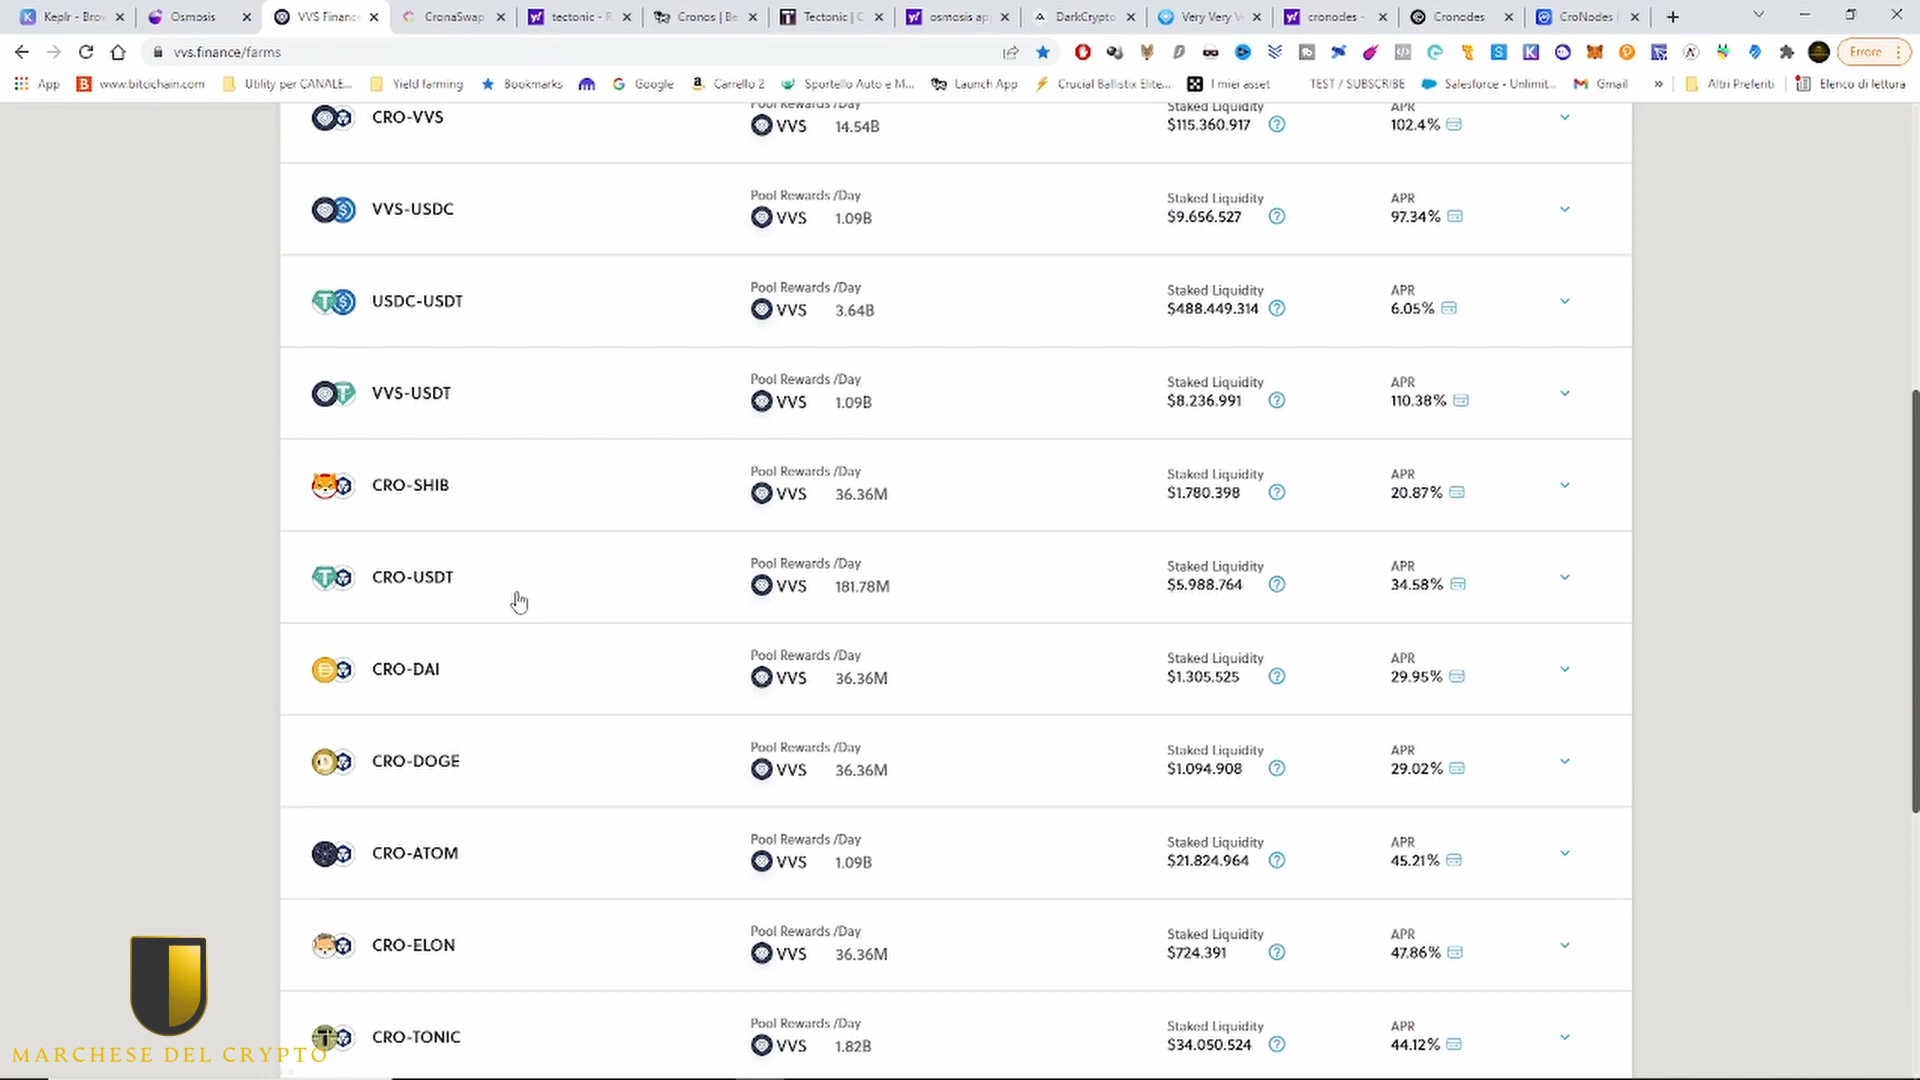 Keplr - Brow
Osmosis
VVS Financ
CronaSwap
tectonic - R
Cronos | Be
Tectonic | C
osmosis ap
DarkCrypto
Very Very V
cronodes -
Cronodes
CroNodes
vvs.finance/farms
Errore
App
www.bitcichain.com
Utility per CANALE...
Yield farming
Bookmarks
Google
Carrello 2
Sportello Auto e M...
Launch App
Crucial Ballistix Elite...
I miei asset
TEST / SUBSCRIBE
Salesforce - Unlimit...
Gmail
»
Altri Preferiti
Elenco di lettura
CRO-VVS
Pool Rewards /Day
VVS 14.54B
Staked Liquidity
$115.360.917
102.4%
VVS-USDC
Pool Rewards /Day
VVS 1.09B
Staked Liquidity
$9.656.527
APR
97.34%
USDC-USDT
Pool Rewards /Day
VVS 3.64B
Staked Liquidity
$488.449.314
APR
6.05%
VVS-USDT
Pool Rewards /Day
VVS 1.09B
Staked Liquidity
$8.236.991
APR
110.38%
CRO-SHIB
Pool Rewards /Day
VVS 36.36M
Staked Liquidity
$1.780.398
APR
20.87%
CRO-USDT
Pool Rewards /Day
VVS 181.78M
Staked Liquidity
$5.988.764
APR
34.58%
CRO-DAI
Pool Rewards /Day
VVS 36.36M
Staked Liquidity
$1.305.525
APR
29.95%
CRO-DOGE
Pool Rewards /Day
VVS 36.36M
Staked Liquidity
$1.094.908
APR
29.02%
CRO-ATOM
Pool Rewards /Day
VVS 1.09B
Staked Liquidity
$21.824.964
APR
45.21%
CRO-ELON
Pool Rewards /Day
VVS 36.36M
Staked Liquidity
$724.391
APR
47.86%
CRO-TONIC
Pool Rewards /Day
VVS 1.82B
Staked Liquidity
$34.050.524
APR
44.12%
MARCHESE DEL CRYPTO